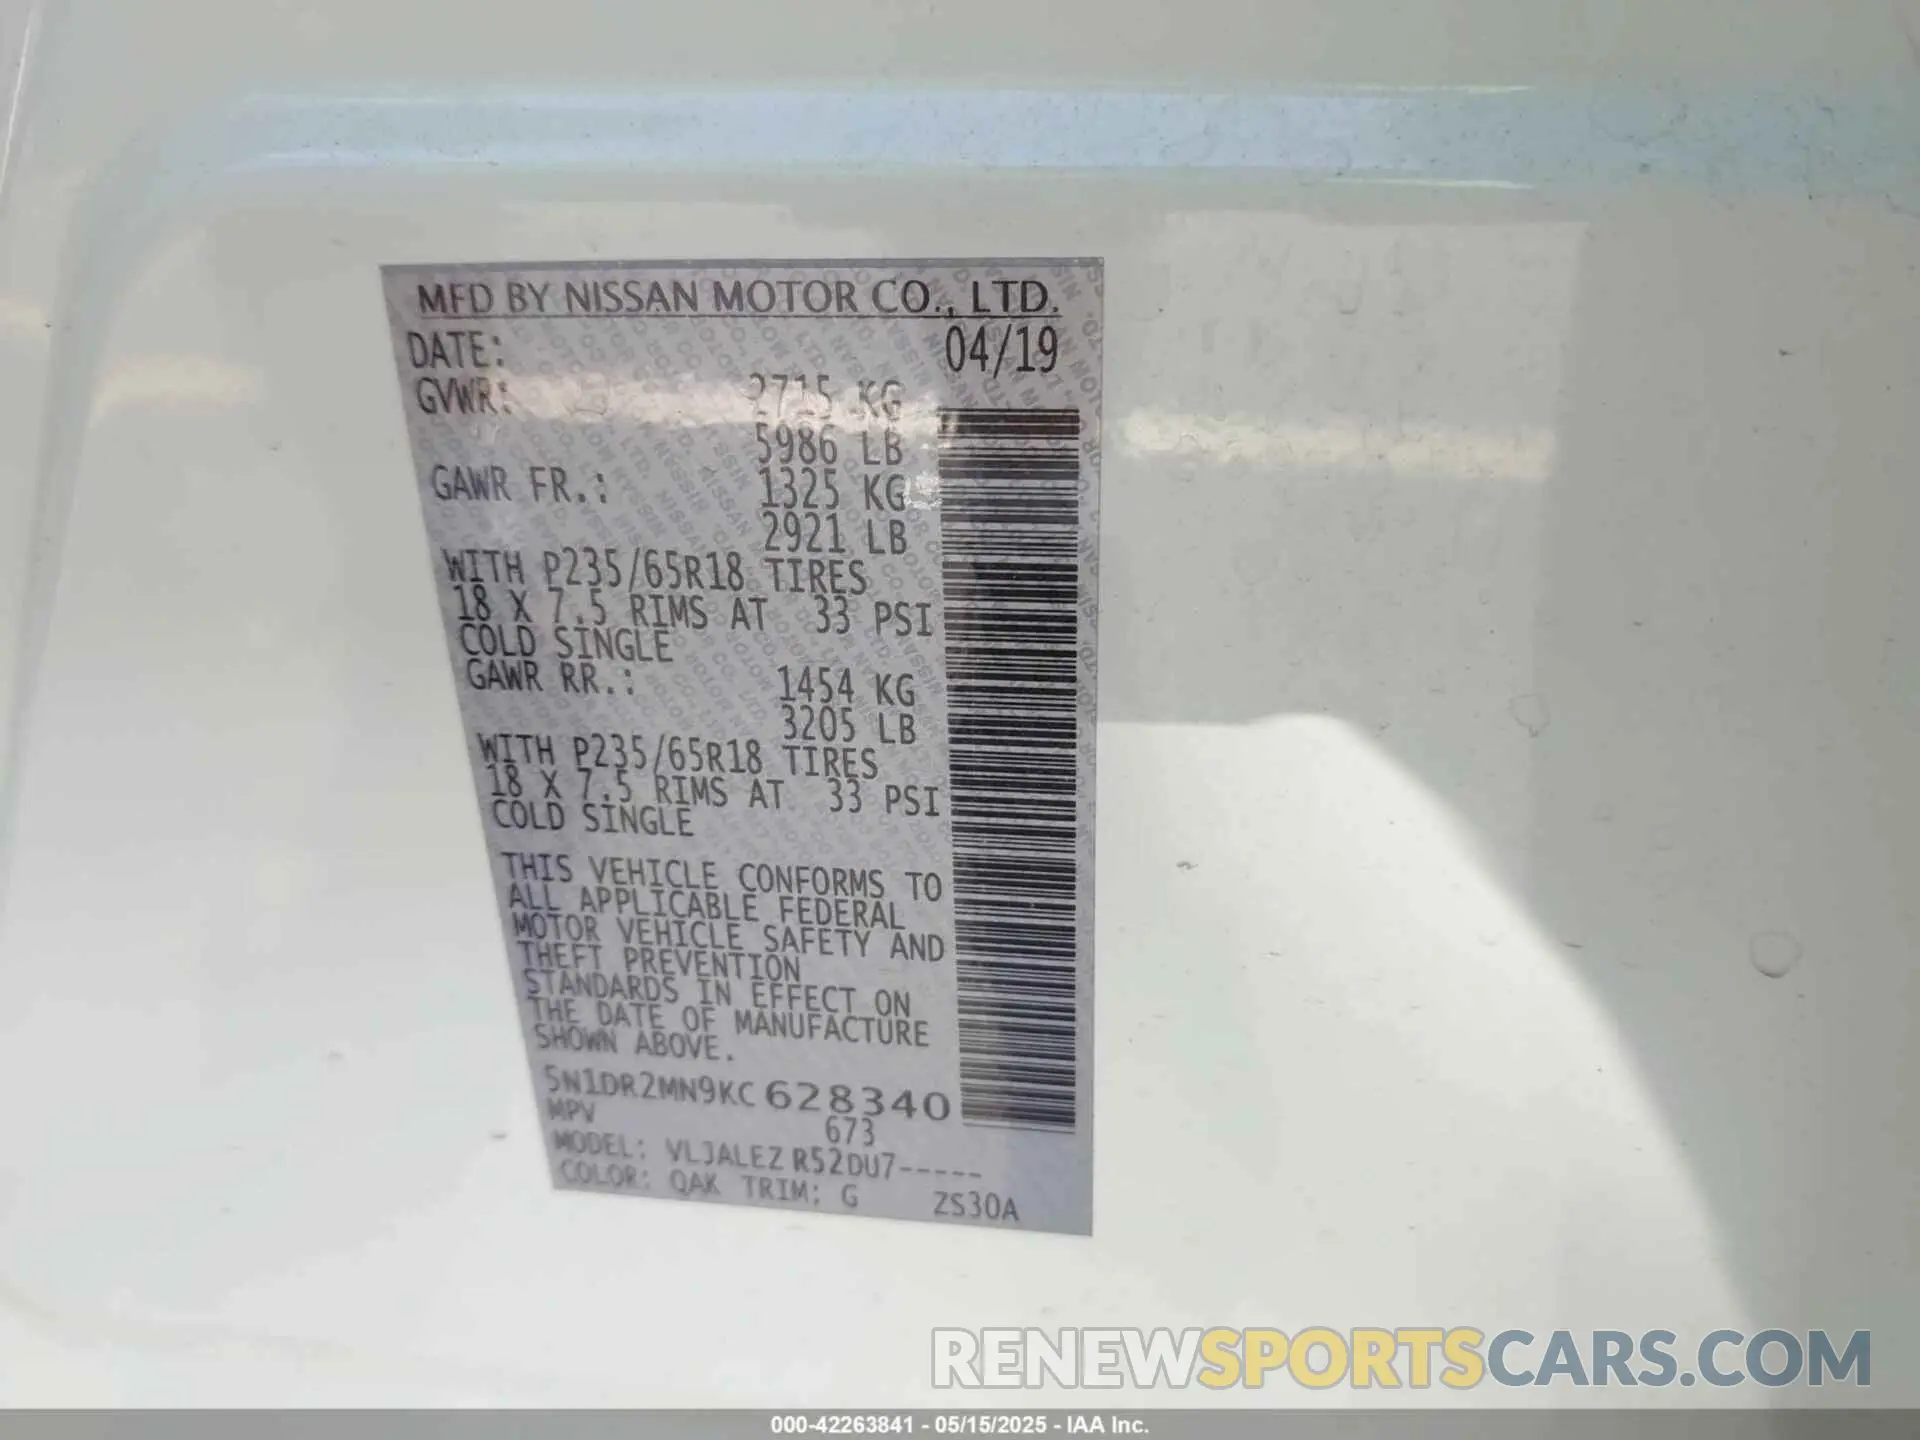 MFD BY NISSAN MOTOR CO., LTD.
DATE: 04/19
GVWR: 2715 KG
5986 LB
GAWR FR.: 1325 KG
2921 LB
WITH P235/65R18 TIRES
18 X 7.5 RIMS AT 33 PSI
COLD SINGLE
GAWR RR.: 1454 KG
3205 LB
WITH P235/65R18 TIRES
18 X 7.5 RIMS AT 33 PSI
COLD SINGLE
THIS VEHICLE CONFORMS TO
ALL APPLICABLE FEDERAL
MOTOR VEHICLE SAFETY AND
THEFT PREVENTION
STANDARDS IN EFFECT ON
THE DATE OF MANUFACTURE
SHOWN ABOVE.
5N1DR2MN9KC628340
MPV 673
MODEL: VLJALEZ R52DU7-----
COLOR: QAK TRIM: G ZS30A
RENEWSPORTSCARS.COM
000-42263841 - 05/15/2025 - IAA Inc.